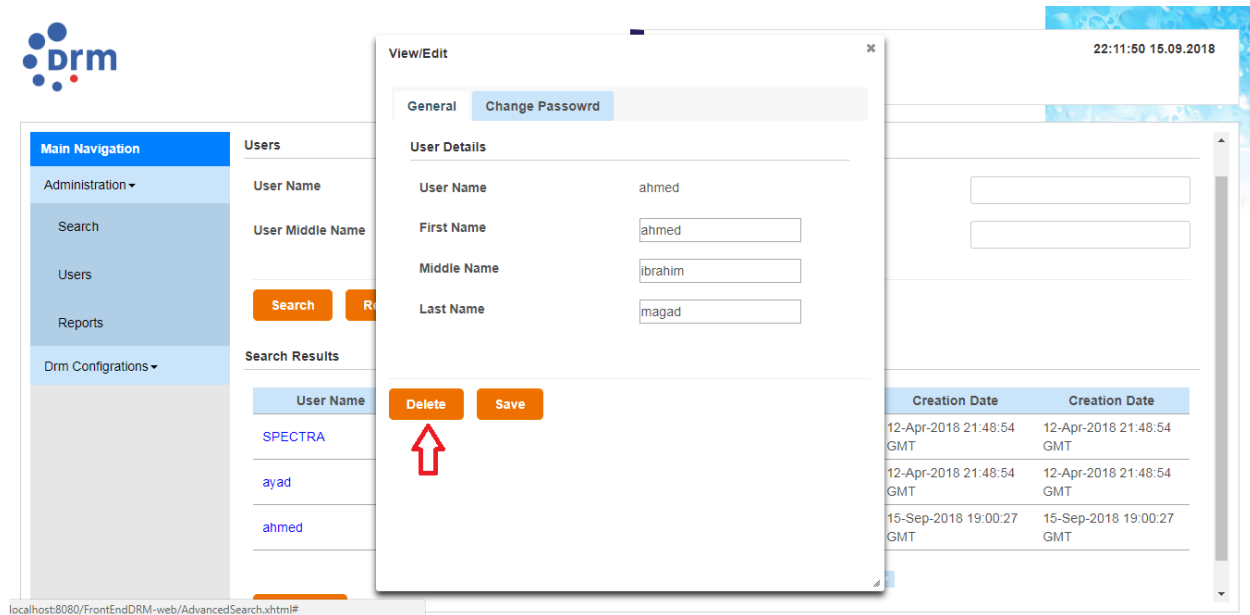 Drm
22:11:50 15.09.2018
Main Navigation
Administration
Search
Users
Reports
Drm Configrations
Users
User Name
User Middle Name
Search
Search Results
User Name Creation Date Creation Date
SPECTRA 12-Apr-2018 21:48:54 GMT 12-Apr-2018 21:48:54 GMT
ayad 12-Apr-2018 21:48:54 GMT 12-Apr-2018 21:48:54 GMT
ahmed 15-Sep-2018 19:00:27 GMT 15-Sep-2018 19:00:27 GMT
View/Edit
General Change Passowrd
User Details
User Name ahmed
First Name ahmed
Middle Name ibrahim
Last Name magad
Delete Save
localhost:8080/FrontEndDRM-web/AdvancedSearch.xhtml#